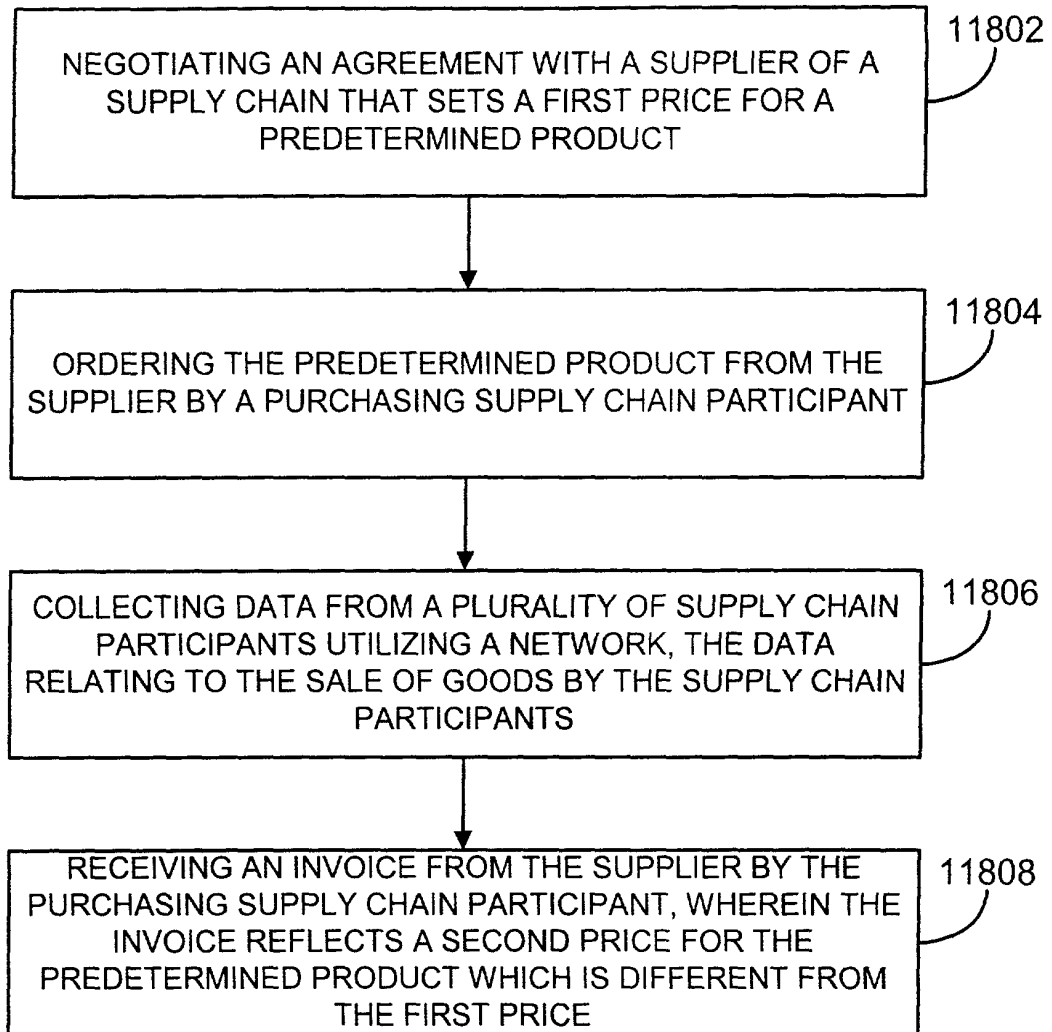 11802
NEGOTIATING AN AGREEMENT WITH A SUPPLIER OF A
SUPPLY CHAIN THAT SETS A FIRST PRICE FOR A
PREDETERMINED PRODUCT
11804
ORDERING THE PREDETERMINED PRODUCT FROM THE
SUPPLIER BY A PURCHASING SUPPLY CHAIN PARTICIPANT
11806
COLLECTING DATA FROM A PLURALITY OF SUPPLY CHAIN
PARTICIPANTS UTILIZING A NETWORK, THE DATA
RELATING TO THE SALE OF GOODS BY THE SUPPLY CHAIN
PARTICIPANTS
11808
RECEIVING AN INVOICE FROM THE SUPPLIER BY THE
PURCHASING SUPPLY CHAIN PARTICIPANT, WHEREIN THE
INVOICE REFLECTS A SECOND PRICE FOR THE
PREDETERMINED PRODUCT WHICH IS DIFFERENT FROM
THE FIRST PRICE